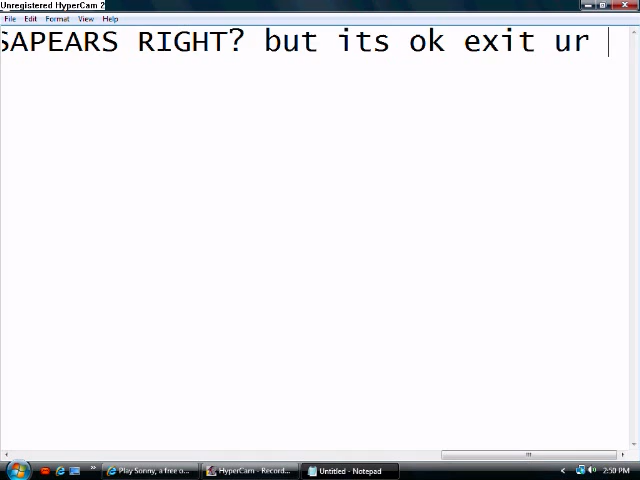 Unregistered HyperCam 2
File Edit Format View Help
SAPEARS RIGHT? but its ok exit ur
Play Sonny, a free o... HyperCam - Record... Untitled - Notepad 2:50 PM